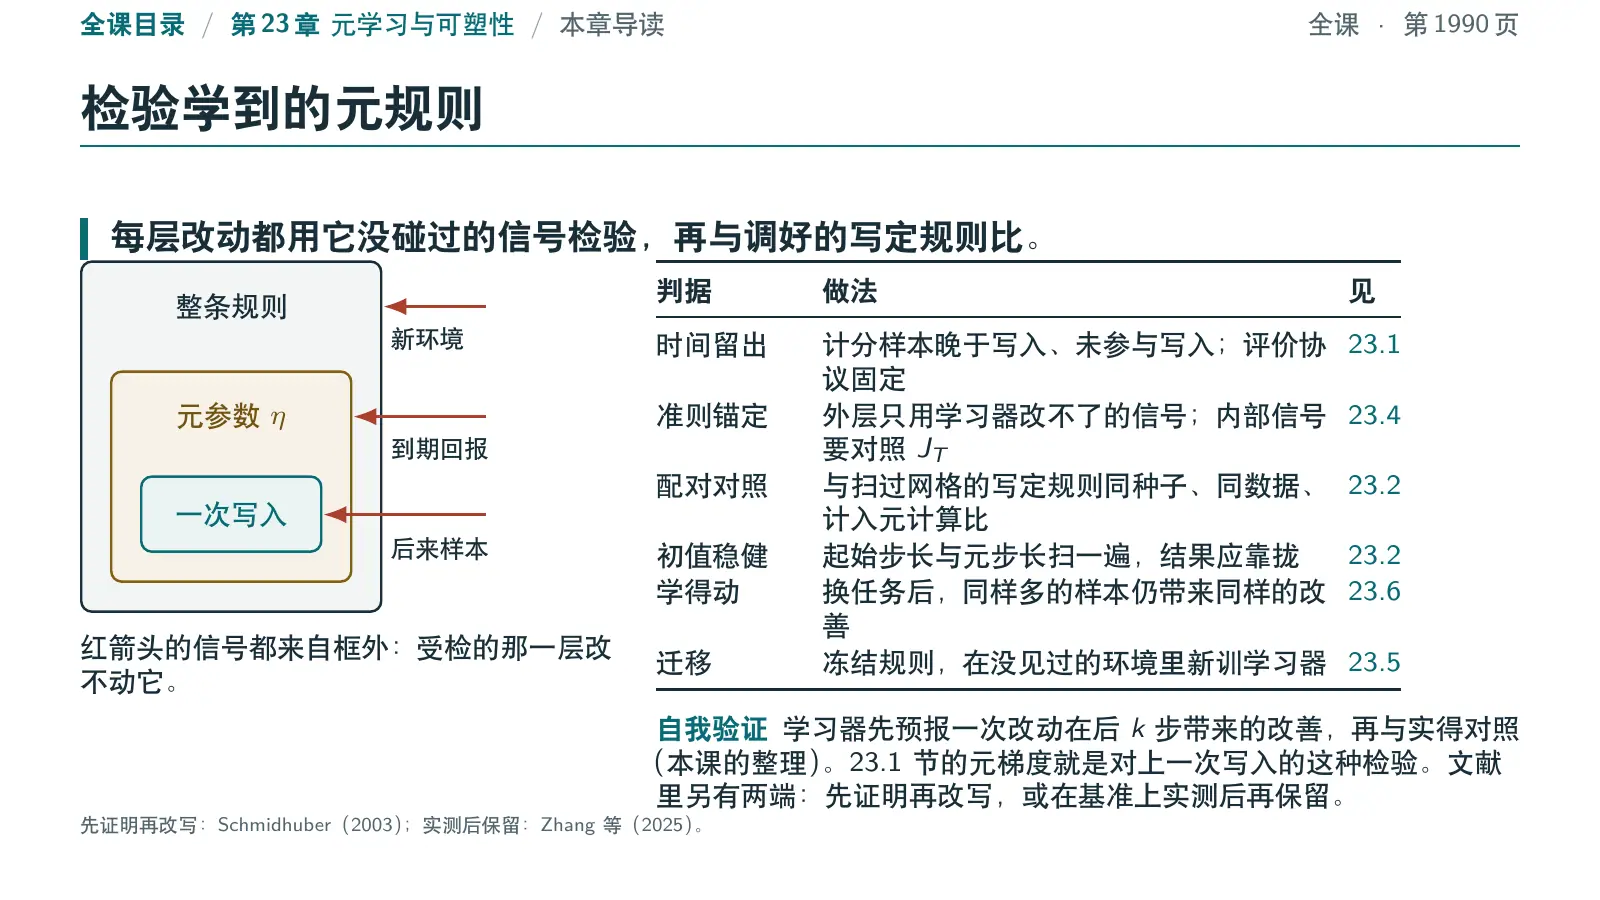 全课目录 / 第 23 章 元学习与可塑性 / 本章导读
全课 · 第 1990 页
检验学到的元规则
每层改动都用它没碰过的信号检验，再与调好的写定规则比。
整条规则
新环境
元参数 η
到期回报
一次写入
后来样本
红箭头的信号都来自框外：受检的那一层改
不动它。
判据 做法 见
时间留出 计分样本晚于写入、未参与写入；评价协 23.1
议固定
准则锚定 外层只用学习器改不了的信号；内部信号 23.4
要对照 J_T
配对对照 与扫过网格的写定规则同种子、同数据、 23.2
计入元计算比
初值稳健 起始步长与元步长扫一遍，结果应靠拢 23.2
学得动 换任务后，同样多的样本仍带来同样的改 23.6
善
迁移 冻结规则，在没见过的环境里新训学习器 23.5
自我验证 学习器先预报一次改动在后 k 步带来的改善，再与实得对照
（本课的整理）。23.1 节的元梯度就是对上一次写入的这种检验。文献
里另有两端：先证明再改写，或在基准上实测后再保留。
先证明再改写：Schmidhuber（2003）；实测后保留：Zhang 等（2025）。